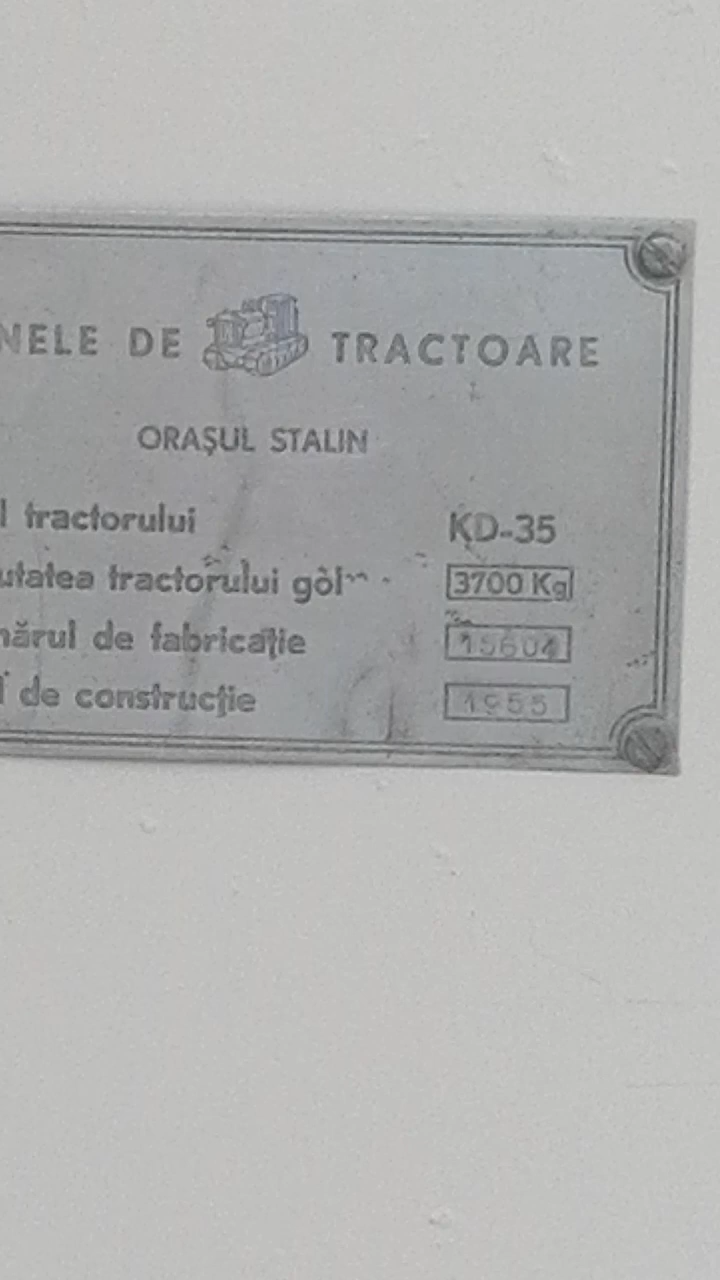 NELE DE TRACTOARE
ORAŞUL STALIN
l tractorului KD-35
utatea tractorului gol 3700 Kg
mărul de fabricaţie 15604
l de construcţie 1955